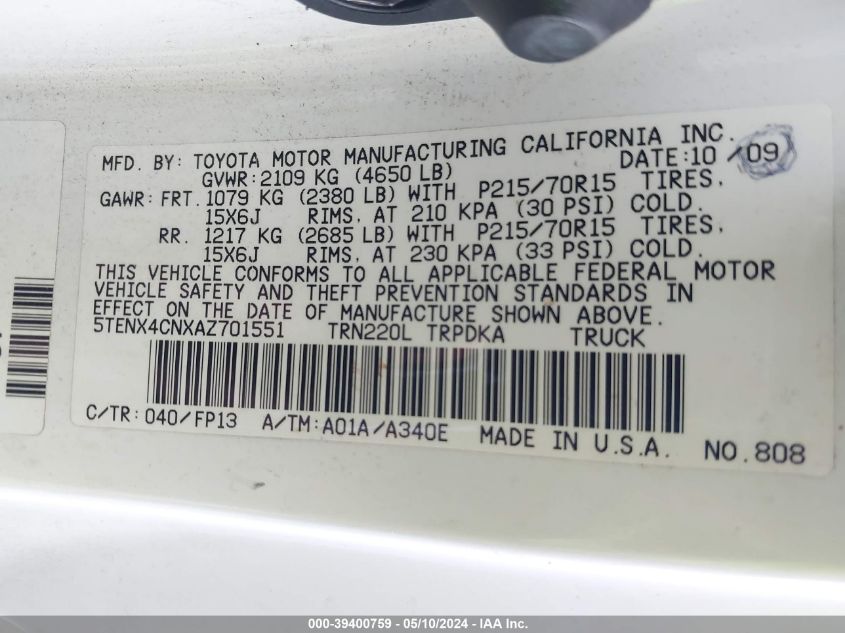 MFD. BY: TOYOTA MOTOR MANUFACTURING CALIFORNIA INC.
GVWR: 2109 KG (4650 LB) DATE: 10/09
GAWR: FRT. 1079 KG (2380 LB) WITH P215/70R15 TIRES,
15X6J RIMS, AT 210 KPA (30 PSI) COLD.
RR. 1217 KG (2685 LB) WITH P215/70R15 TIRES,
15X6J RIMS, AT 230 KPA (33 PSI) COLD.
THIS VEHICLE CONFORMS TO ALL APPLICABLE FEDERAL MOTOR
VEHICLE SAFETY AND THEFT PREVENTION STANDARDS IN
EFFECT ON THE DATE OF MANUFACTURE SHOWN ABOVE.
5TENX4CNXAZ701551 TRN220L TRPDKA TRUCK
C/TR: 040/FP13 A/TM: A01A/A340E MADE IN U.S.A. NO.808
000-39400759 - 05/10/2024 - IAA Inc.